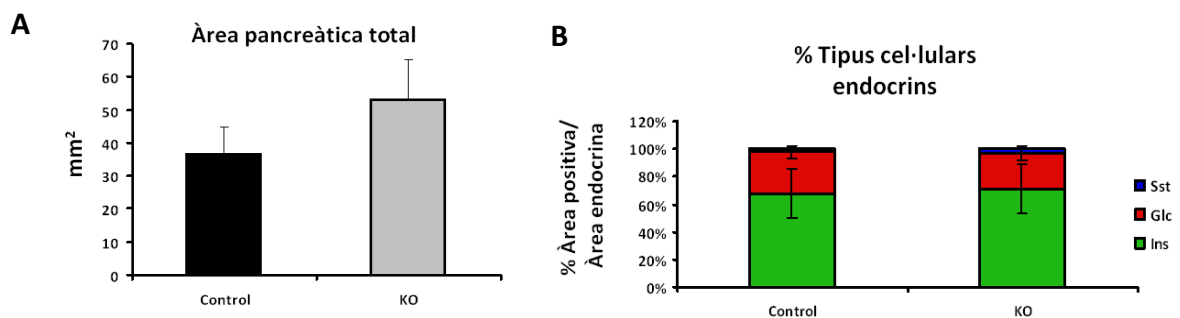 A
Àrea pancreàtica total
mm²
70
60
50
40
30
20
10
0
Control
KO
B
% Tipus cel·lulars
endocrins
% Àrea positiva/
Àrea endocrina
120%
100%
80%
60%
40%
20%
0%
Control
KO
Sst
Glc
Ins